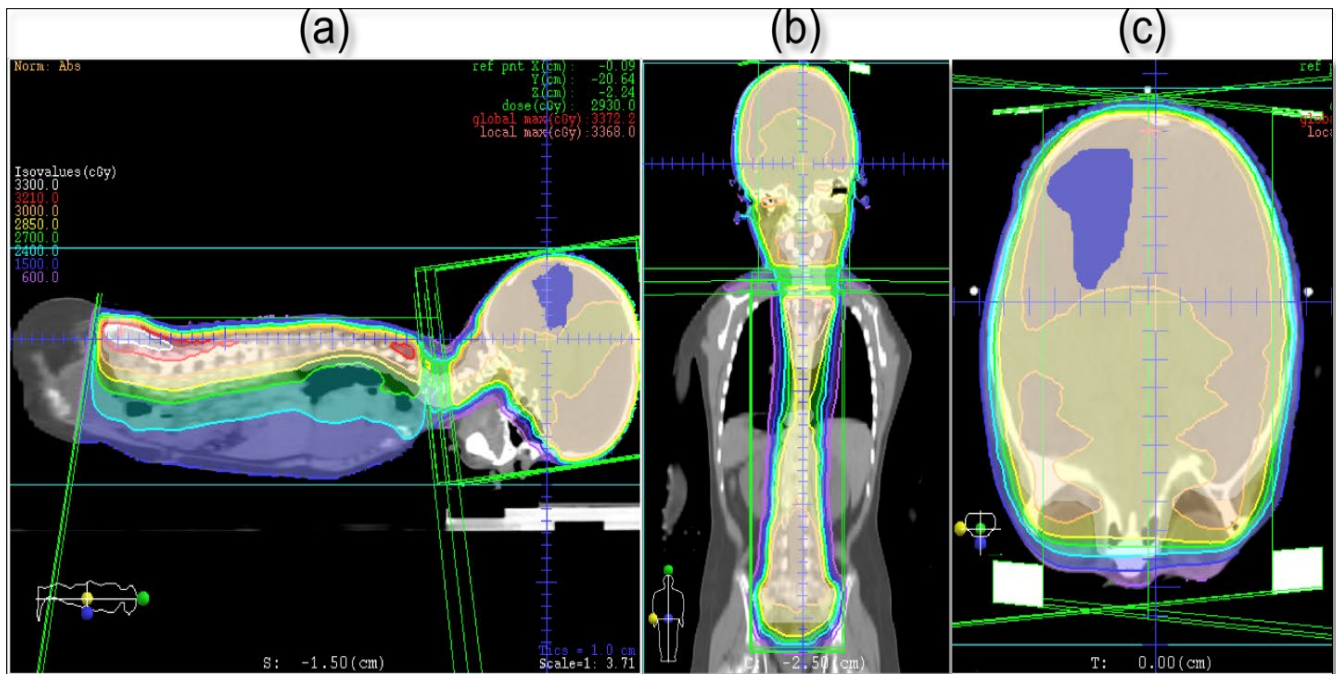 (a) (b) (c)
Norm: Abs
ref pnt X(cm): -0.09
Y(cm): -20.64
Z(cm): -2.24
dose(cGy): 2930.0
global max(cGy):3372.2
local max(cGy):3368.0
Isovalues(cGy)
3300.0
3210.0
3000.0
2850.0
2700.0
2400.0
1500.0
600.0
Tics = 1.0 cm
S: -1.50(cm)
Scale=1: 3.71
C: -2.50(cm)
ref p
loca
T: 0.00(cm)